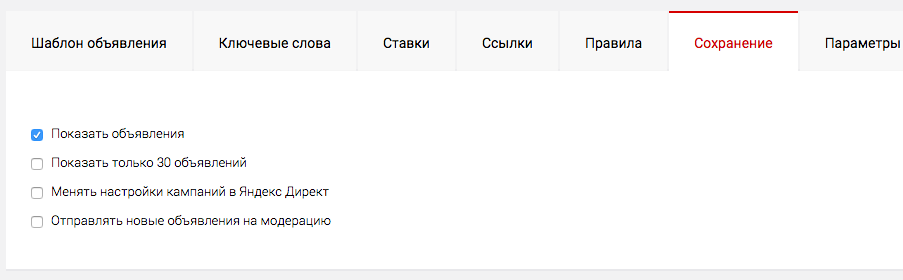 Шаблон объявления Ключевые слова Ставки Ссылки Правила Сохранение Параметры
Показать объявления
Показать только 30 объявлений
Менять настройки кампаний в Яндекс Директ
Отправлять новые объявления на модерацию